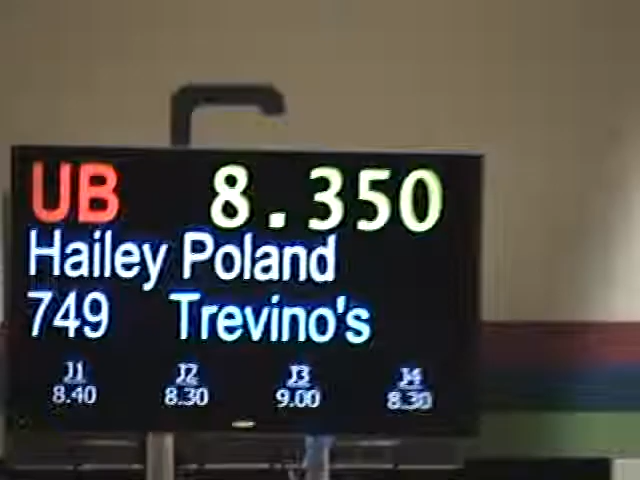 UB 8.350
Hailey Poland
749 Trevino's
J1 J2 J3 J4
8.40 8.30 9.00 8.30